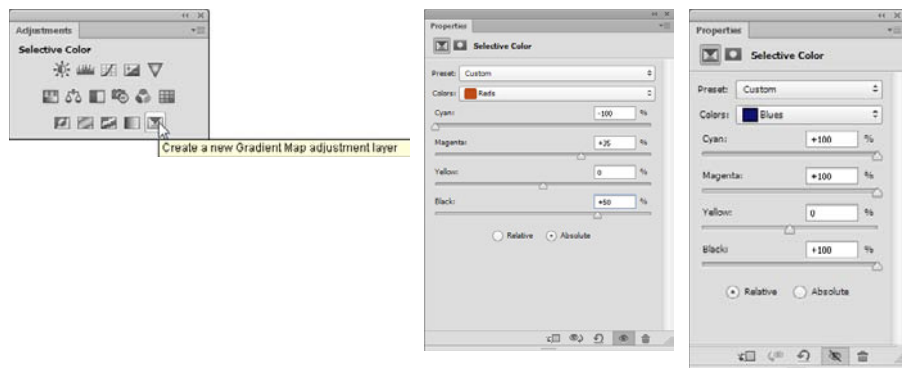 Adjustments
Selective Color
Create a new Gradient Map adjustment layer
Properties
Selective Color
Preset: Custom
Colors: Reds
Cyan: -100 %
Magenta: +35 %
Yellow: 0 %
Black: +50 %
Relative Absolute
Properties
Selective Color
Preset: Custom
Colors: Blues
Cyan: +100 %
Magenta: +100 %
Yellow: 0 %
Black: +100 %
Relative Absolute